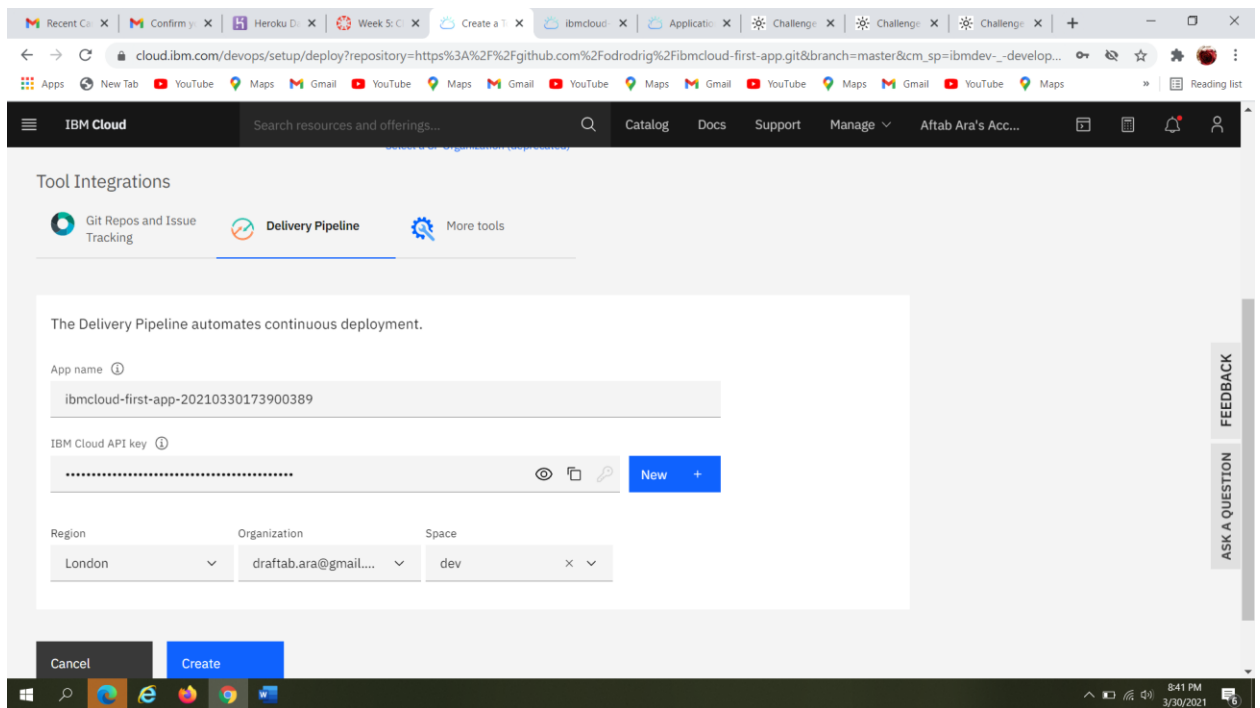 Recent Ca
Confirm y
Heroku D
Week 5: C
Create a T
ibmcloud-
Applicatio
Challenge
Challenge
Challenge
cloud.ibm.com/devops/setup/deploy?repository=https%3A%2F%2Fgithub.com%2Fodrodrig%2Fibmcloud-first-app.git&branch=master&cm_sp=ibmdev-_-develop...
Apps New Tab YouTube Maps Gmail YouTube Maps Gmail YouTube Maps Gmail YouTube Maps Gmail YouTube Maps » Reading list
IBM Cloud Search resources and offerings... Catalog Docs Support Manage Aftab Ara's Acc...
Tool Integrations
Git Repos and Issue
Tracking
Delivery Pipeline
More tools
The Delivery Pipeline automates continuous deployment.
App name
ibmcloud-first-app-20210330173900389
IBM Cloud API key
New +
Region Organization Space
London draftab.ara@gmail.... dev
Cancel Create
FEEDBACK
ASK A QUESTION
8:41 PM
3/30/2021
6